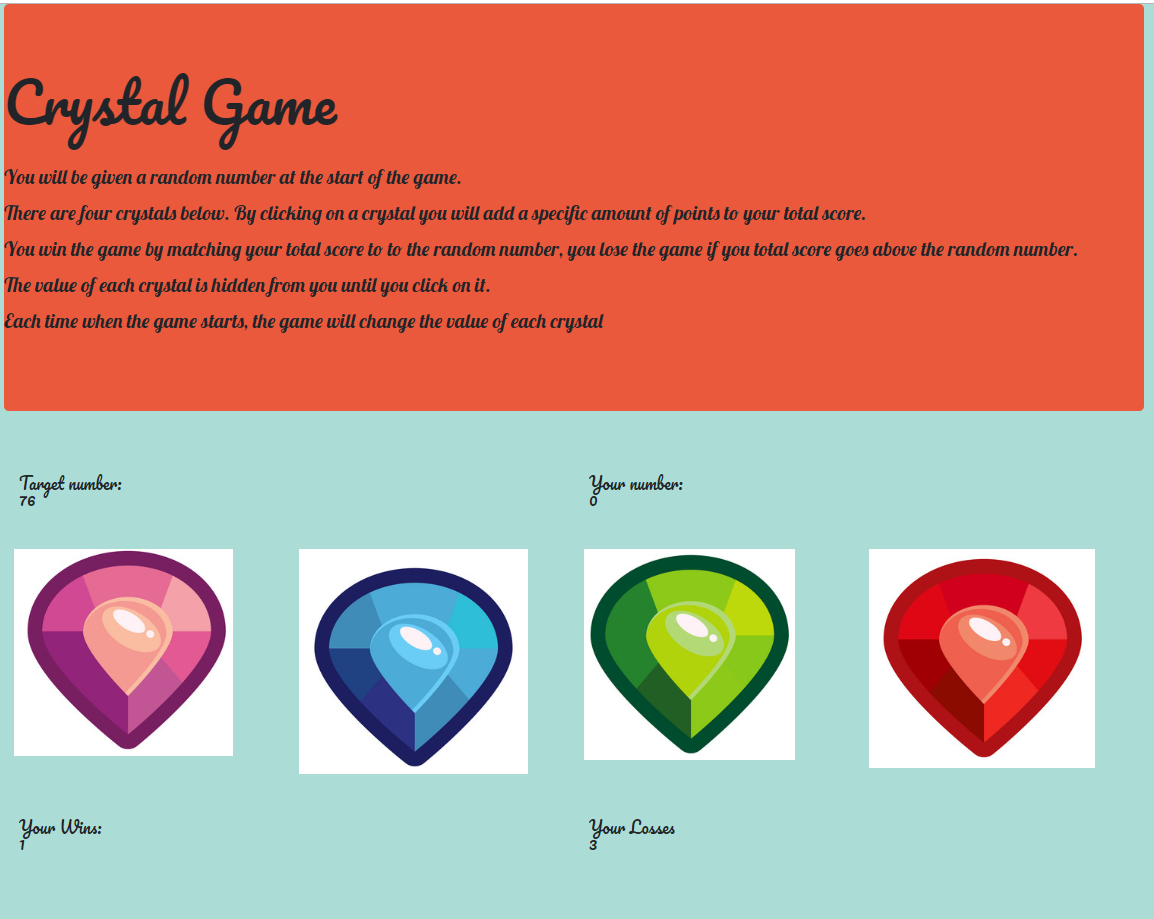 Crystal Game
You will be given a random number at the start of the game.
There are four crystals below. By clicking on a crystal you will add a specific amount of points to your total score.
You win the game by matching your total score to to the random number, you lose the game if you total score goes above the random number.
The value of each crystal is hidden from you until you click on it.
Each time when the game starts, the game will change the value of each crystal
Target number:
76
Your number:
0
Your Wins:
1
Your Losses
3